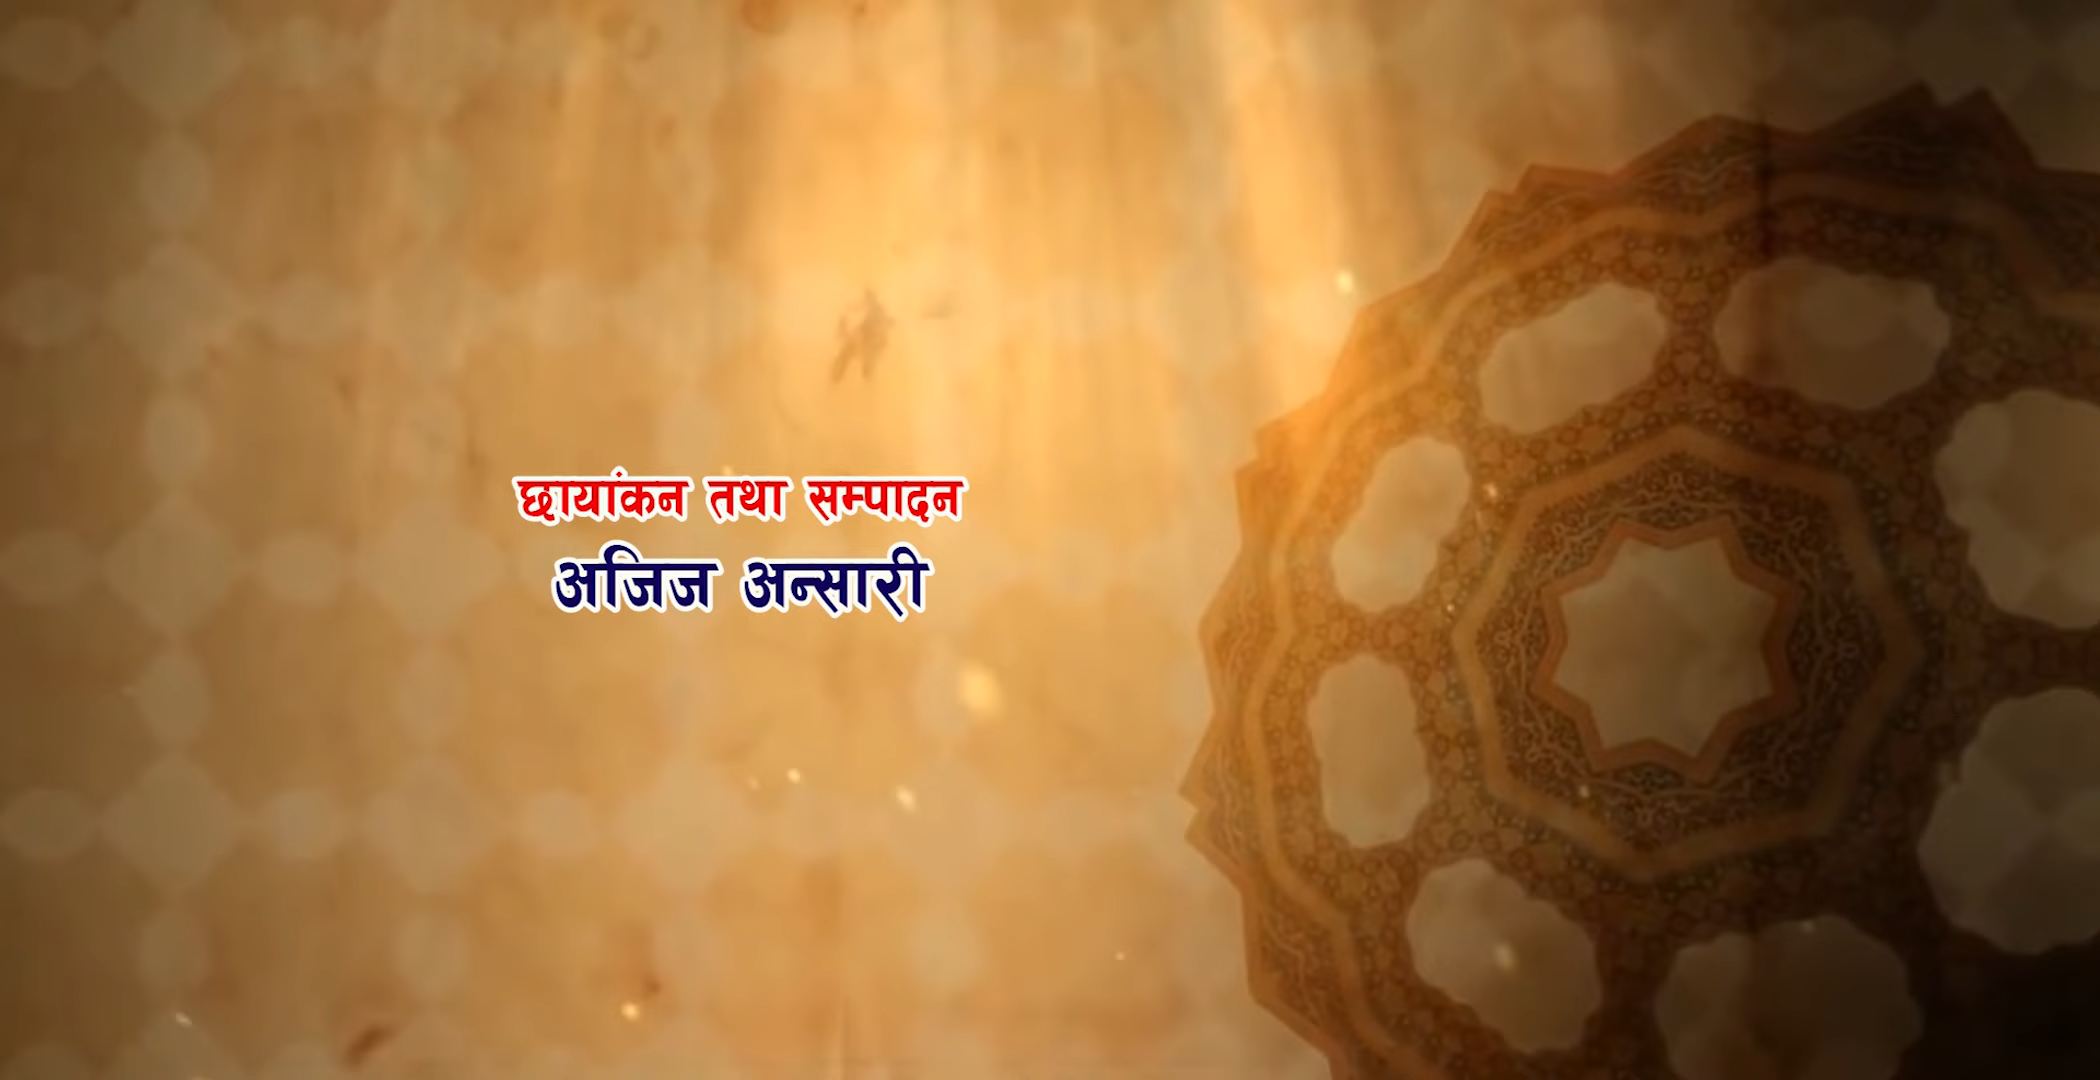 छायांकन तथा सम्पादन
अजिज अन्सारी